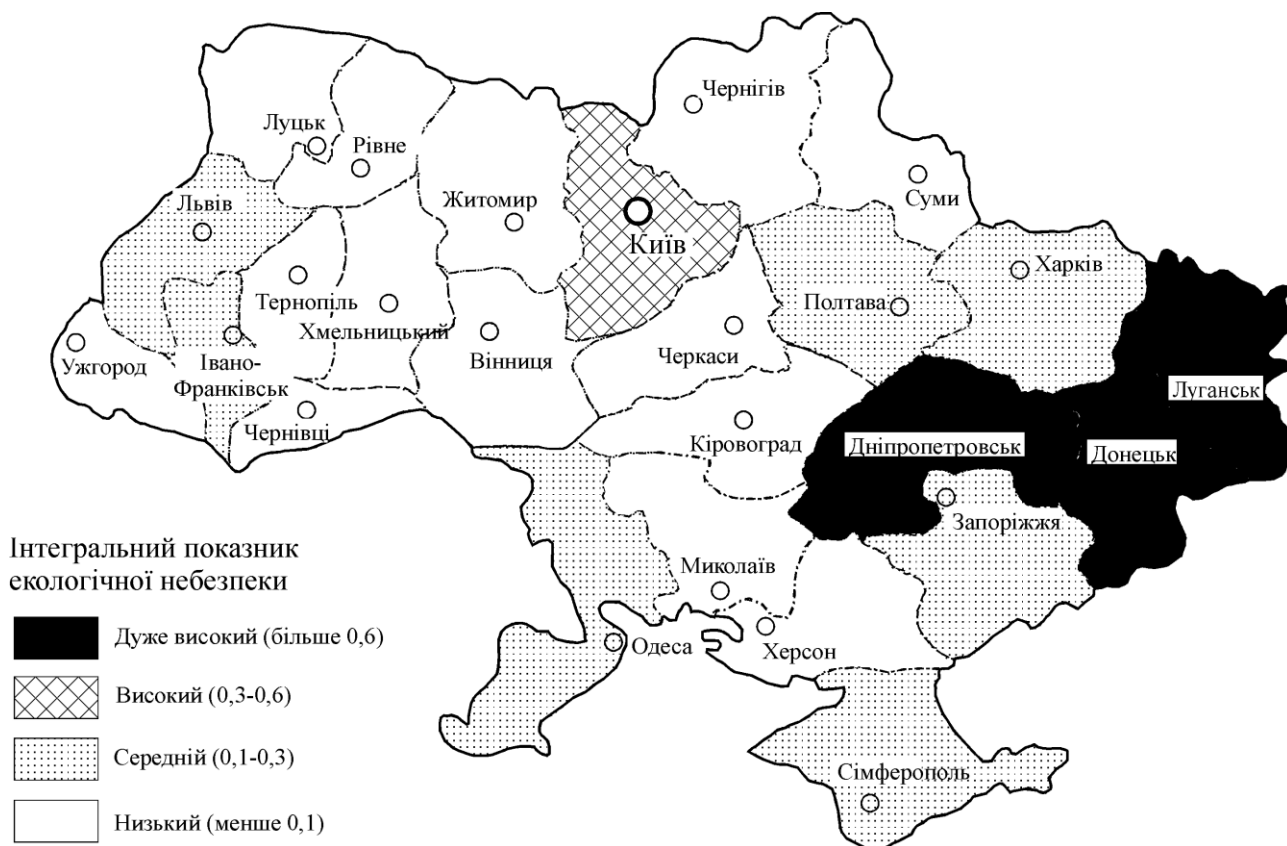 Чернігів
Луцьк
Рівне
Суми
Житомир
Львів
Київ
Харків
Тернопіль
Полтава
Хмельницький
Ужгород
Івано-
Франківськ
Вінниця
Черкаси
Луганськ
Чернівці
Кіровоград
Дніпропетровськ
Донецьк
Запоріжжя
Миколаїв
Одеса
Херсон
Сімферополь
Інтегральний показник
екологічної небезпеки
Дуже високий (більше 0,6)
Високий (0,3-0,6)
Середній (0,1-0,3)
Низький (менше 0,1)